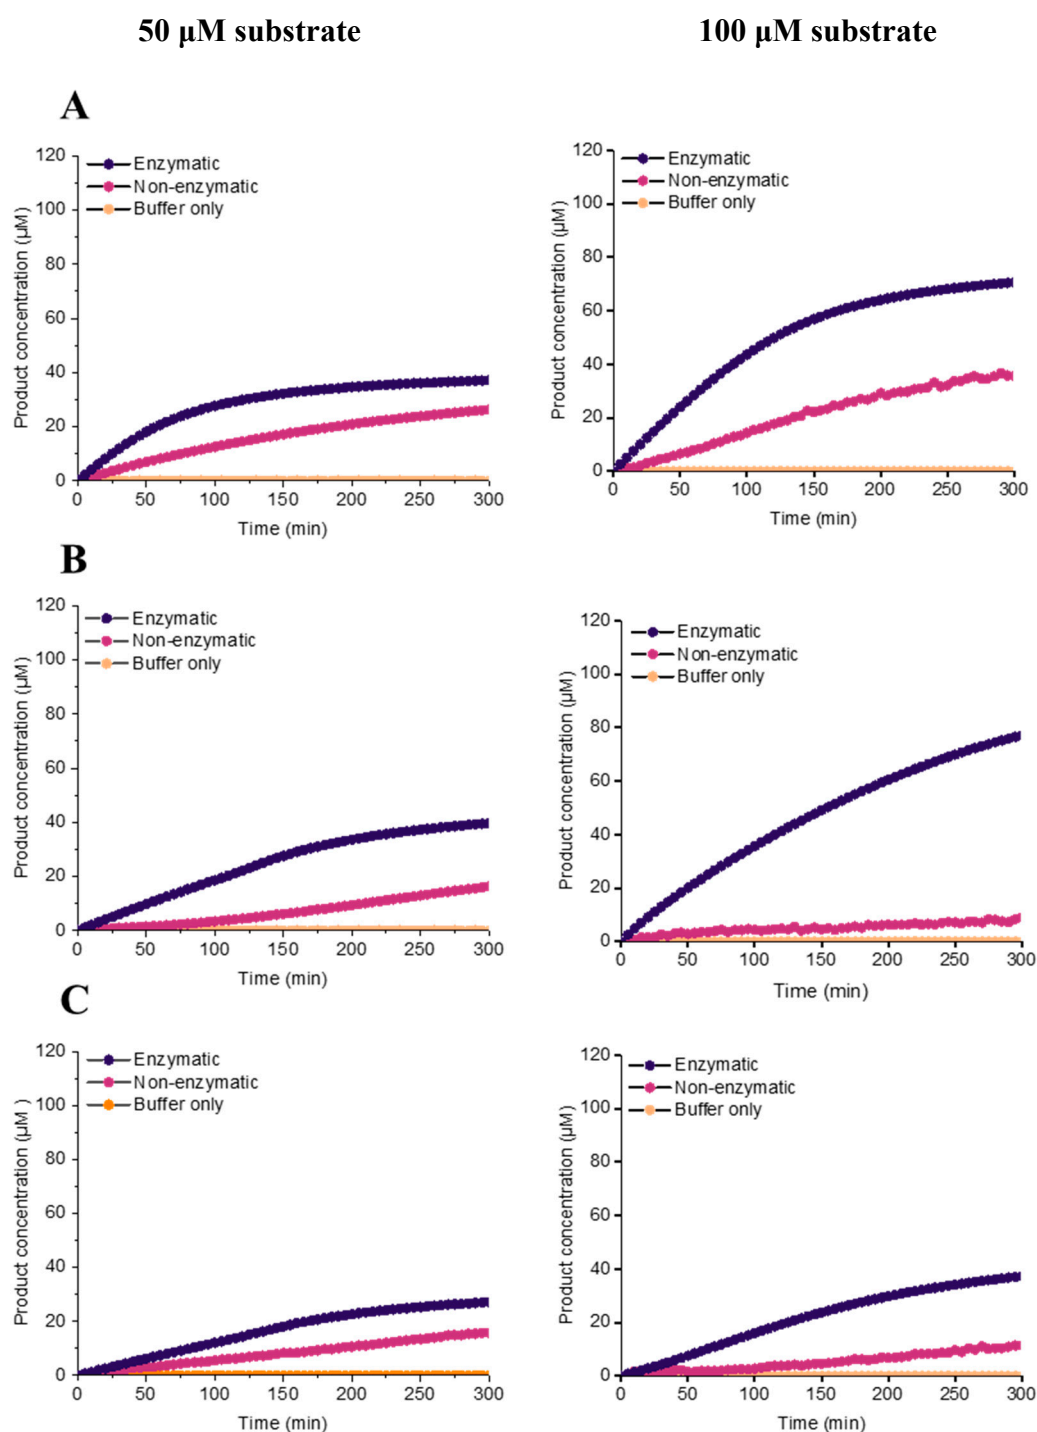 50 μM substrate
100 μM substrate
A
Enzymatic
Non-enzymatic
Buffer only
Product concentration (μM)
120
100
80
60
40
20
0
0 50 100 150 200 250 300
Time (min)
Enzymatic
Non-enzymatic
Buffer only
Product concentration (μM)
120
100
80
60
40
20
0
0 50 100 150 200 250 300
Time (min)
B
Enzymatic
Non-enzymatic
Buffer only
Product concentration (μM)
120
100
80
60
40
20
0
0 50 100 150 200 250 300
Time (min)
Enzymatic
Non-enzymatic
Buffer only
Product concentration (μM)
120
100
80
60
40
20
0
0 50 100 150 200 250 300
Time (min)
C
Enzymatic
Non-enzymatic
Buffer only
Product concentration (μM )
120
100
80
60
40
20
0
0 50 100 150 200 250 300
Time (min)
Enzymatic
Non-enzymatic
Buffer only
Product concentration (μM)
120
100
80
60
40
20
0
0 50 100 150 200 250 300
Time (min)